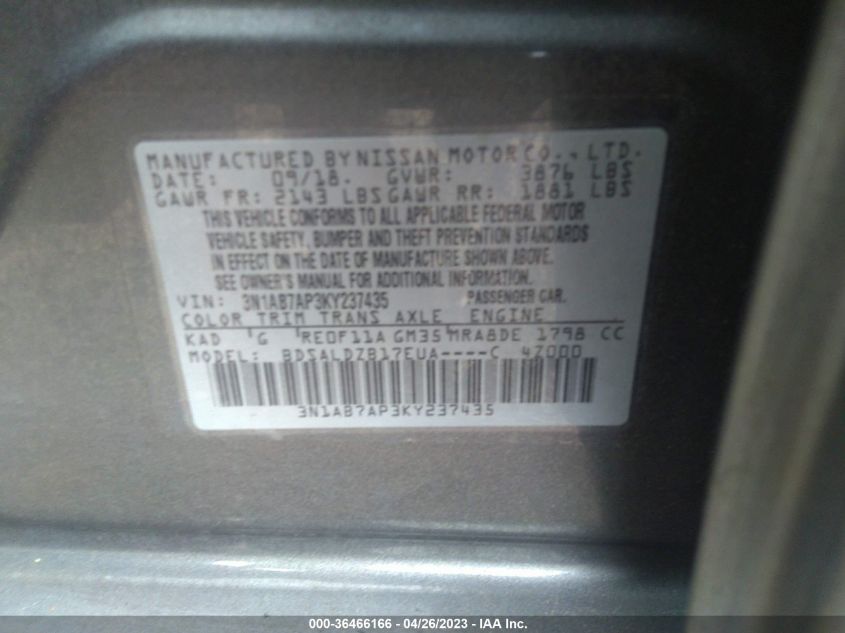 MANUFACTURED BY NISSAN MOTOR CO., LTD.
DATE: 09/18. GVWR: 3876 LBS
GAWR FR: 2143 LBS GAWR RR: 1881 LBS
THIS VEHICLE CONFORMS TO ALL APPLICABLE FEDERAL MOTOR
VEHICLE SAFETY, BUMPER AND THEFT PREVENTION STANDARDS
IN EFFECT ON THE DATE OF MANUFACTURE SHOWN ABOVE.
SEE OWNER'S MANUAL FOR ADDITIONAL INFORMATION.
VIN: 3N1AB7AP3KY237435 PASSENGER CAR.
COLOR TRIM TRANS AXLE ENGINE
KAD 'G 'RE0F11A GM35 MRA8DE 1798 CC
MODEL: BDSALDZB17EUA----C 4Z000
3N1AB7AP3KY237435
000-36466166 - 04/26/2023 - IAA Inc.